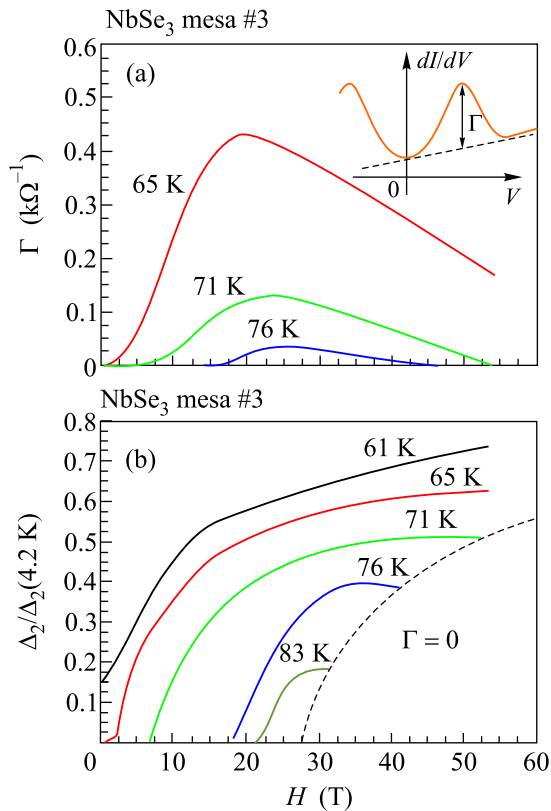 NbSe₃ mesa #3
0.6
(a)
dI/dV
0.5
Γ
0.4
65 K
0
V
Γ (kΩ⁻¹)
0.3
0.2
71 K
0.1
76 K
0
NbSe₃ mesa #3
0.8
(b)
61 K
0.7
65 K
0.6
71 K
0.5
76 K
0.4
Δ₂/Δ₂(4.2 K)
0.3
83 K
Γ = 0
0.2
0.1
0 10 20 30 40 50 60
H (T)